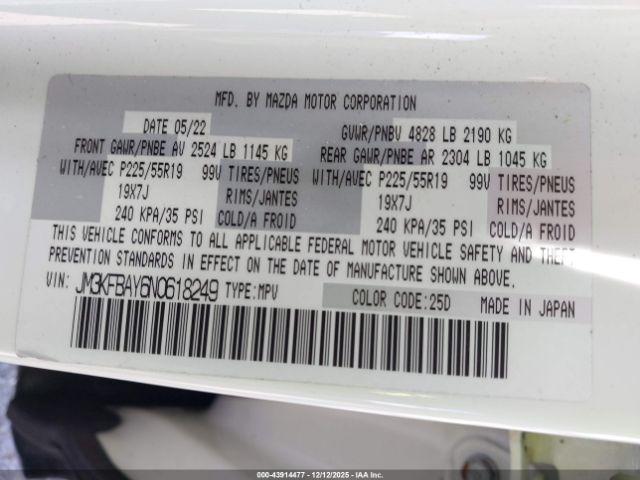 MFD. BY MAZDA MOTOR CORPORATION
DATE 05/22 GVWR/PNBV 4828 LB 2190 KG
FRONT GAWR/PNBE AV 2524 LB 1145 KG REAR GAWR/PNBE AR 2304 LB 1045 KG
WITH/AVEC P225/55R19 99V TIRES/PNEUS WITH/AVEC P225/55R19 99V TIRES/PNEUS
19X7J RIMS/JANTES 19X7J RIMS/JANTES
240 KPA/35 PSI COLD/A FROID 240 KPA/35 PSI COLD/A FROID
THIS VEHICLE CONFORMS TO ALL APPLICABLE FEDERAL MOTOR VEHICLE SAFETY AND THEFT
PREVENTION STANDARDS IN EFFECT ON THE DATE OF MANUFACTURE SHOWN ABOVE.
VIN: JM3KFBAY6N0618249 TYPE:MPV COLOR CODE:25D MADE IN JAPAN
000-43914477 - 12/12/2025 - IAAI.COM